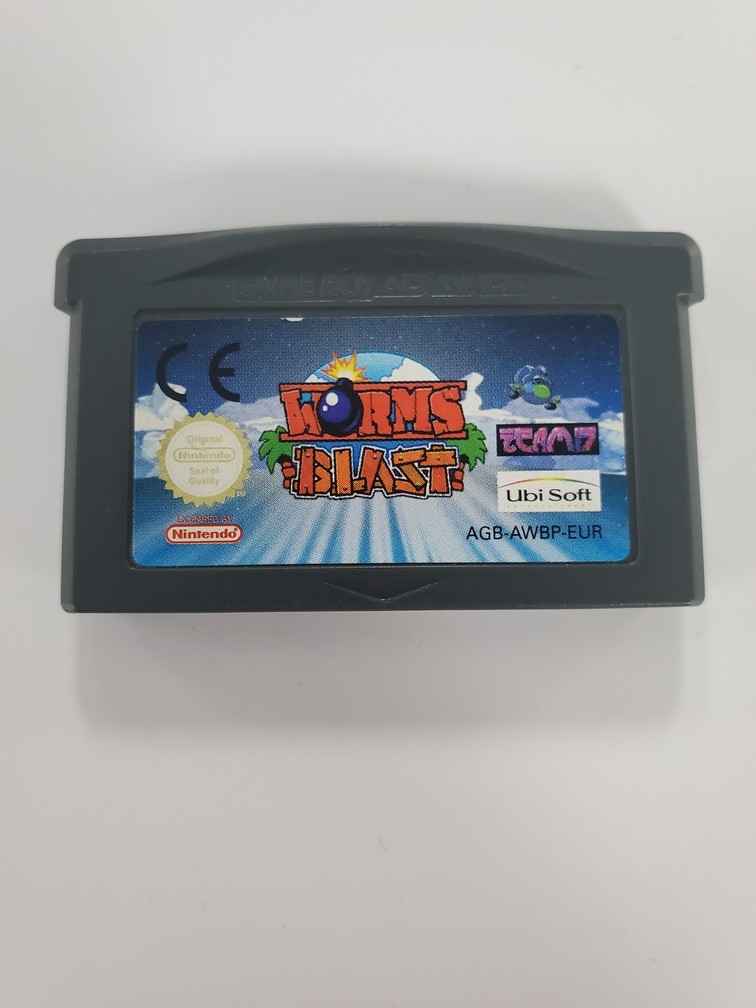 GAME BOY ADVANCE
CE
WORMS
BLAST
TEAM17
Original
Nintendo
Seal of
Quality
Ubi Soft
LICENSED BY
Nintendo
AGB-AWBP-EUR